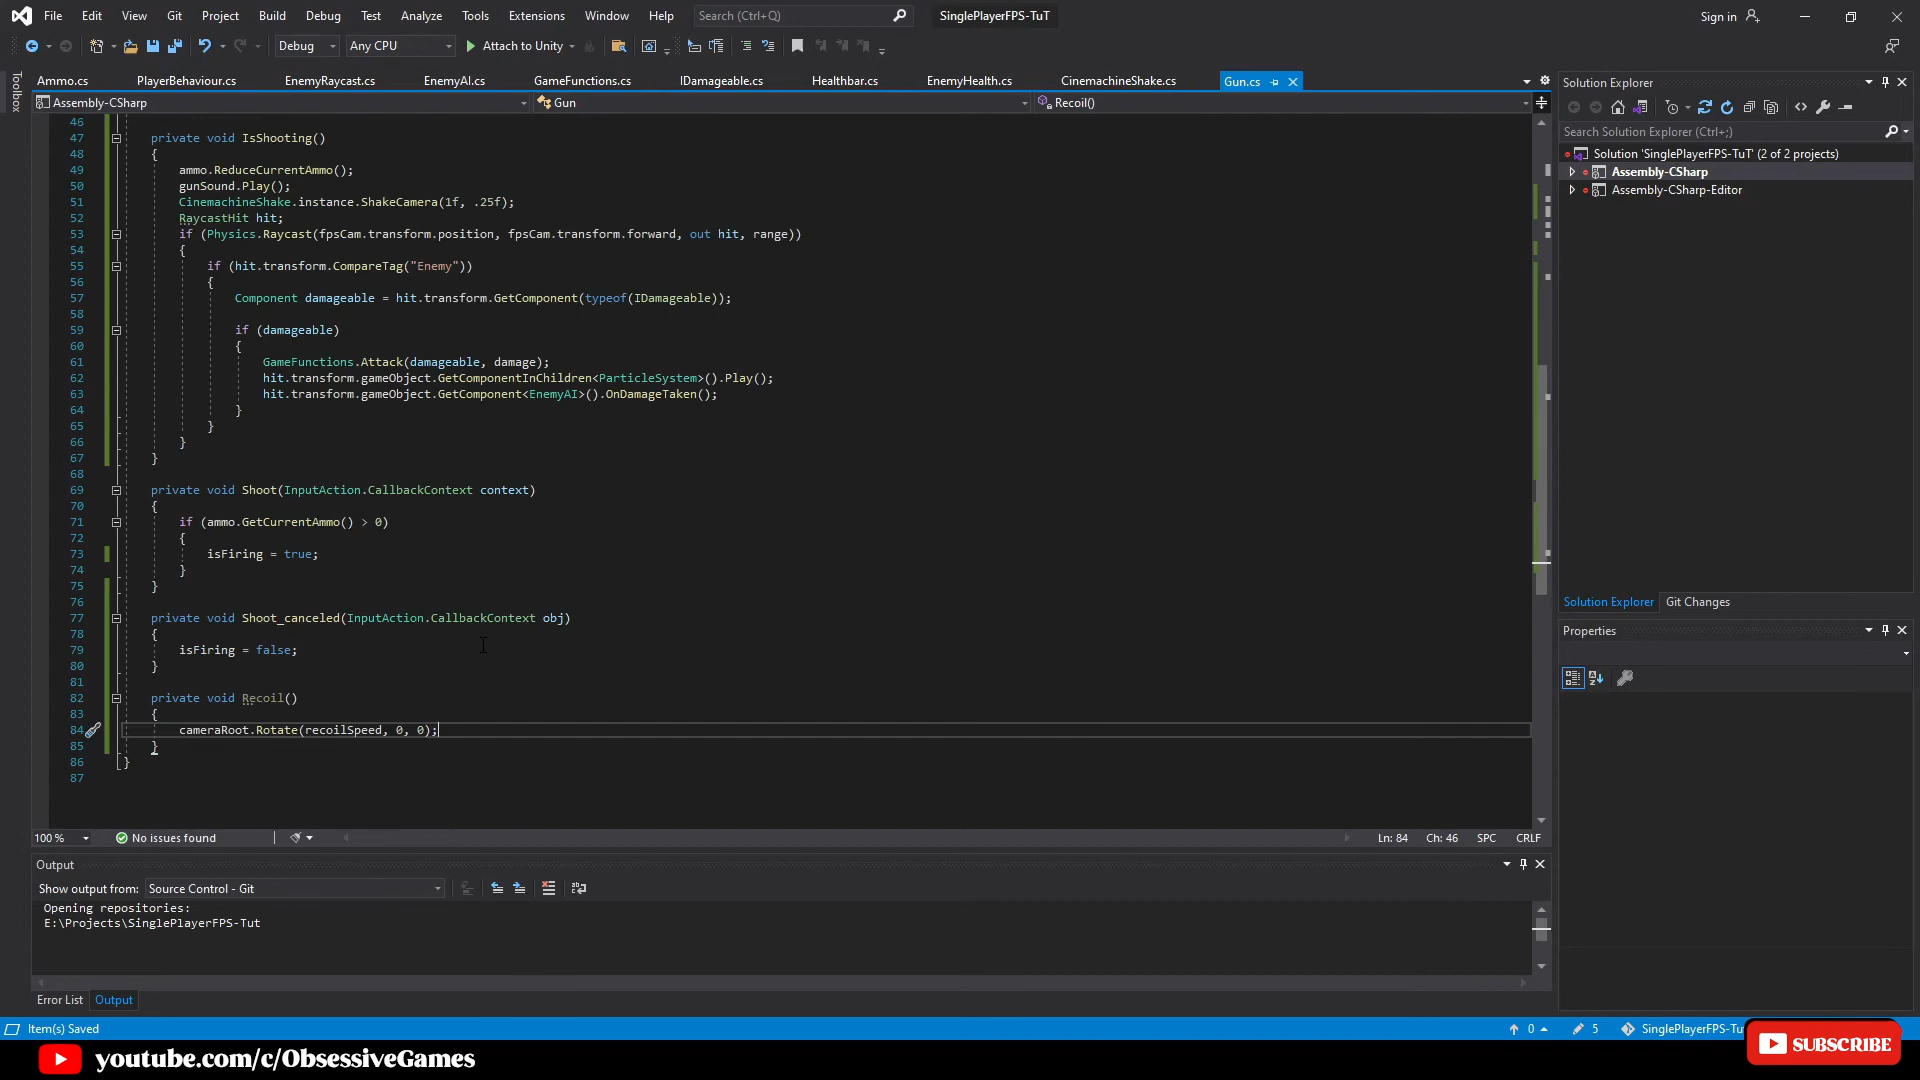 File Edit View Git Project Build Debug Test Analyze Tools Extensions Window Help Search (Ctrl+Q) SinglePlayerFPS-TuT Sign in
Debug Any CPU Attach to Unity
Toolbox
Ammo.cs PlayerBehaviour.cs EnemyRaycast.cs EnemyAI.cs GameFunctions.cs IDamageable.cs Healthbar.cs EnemyHealth.cs CinemachineShake.cs Gun.cs
Assembly-CSharp Gun Recoil()
46
47 private void IsShooting()
48 {
49 ammo.ReduceCurrentAmmo();
50 gunSound.Play();
51 CinemachineShake.instance.ShakeCamera(1f, .25f);
52 RaycastHit hit;
53 if (Physics.Raycast(fpsCam.transform.position, fpsCam.transform.forward, out hit, range))
54 {
55 if (hit.transform.CompareTag("Enemy"))
56 {
57 Component damageable = hit.transform.GetComponent(typeof(IDamageable));
58
59 if (damageable)
60 {
61 GameFunctions.Attack(damageable, damage);
62 hit.transform.gameObject.GetComponentInChildren<ParticleSystem>().Play();
63 hit.transform.gameObject.GetComponent<EnemyAI>().OnDamageTaken();
64 }
65 }
66 }
67 }
68
69 private void Shoot(InputAction.CallbackContext context)
70 {
71 if (ammo.GetCurrentAmmo() > 0)
72 {
73 isFiring = true;
74 }
75 }
76
77 private void Shoot_canceled(InputAction.CallbackContext obj)
78 {
79 isFiring = false;
80 }
81
82 private void Recoil()
83 {
84 cameraRoot.Rotate(recoilSpeed, 0, 0);
85 }
86 }
87
100 % No issues found Ln: 84 Ch: 46 SPC CRLF
Output
Show output from: Source Control - Git
Opening repositories:
E:\Projects\SinglePlayerFPS-Tut
Error List Output
Solution Explorer
Search Solution Explorer (Ctrl+;)
Solution 'SinglePlayerFPS-TuT' (2 of 2 projects)
Assembly-CSharp
Assembly-CSharp-Editor
Solution Explorer Git Changes
Properties
Item(s) Saved 0 5 SinglePlayerFPS-Tu
youtube.com/c/ObsessiveGames
SUBSCRIBE